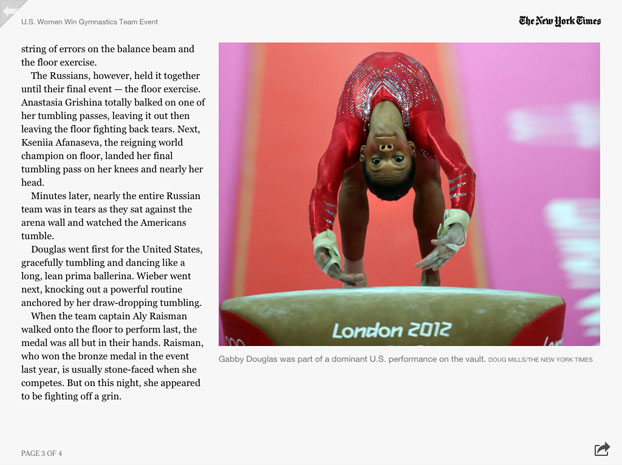 U.S. Women Win Gymnastics Team Event
The New York Times
string of errors on the balance beam and
the floor exercise.
The Russians, however, held it together
until their final event — the floor exercise.
Anastasia Grishina totally balked on one of
her tumbling passes, leaving it out then
leaving the floor fighting back tears. Next,
Kseniia Afanaseva, the reigning world
champion on floor, landed her final
tumbling pass on her knees and nearly her
head.
Minutes later, nearly the entire Russian
team was in tears as they sat against the
arena wall and watched the Americans
tumble.
Douglas went first for the United States,
gracefully tumbling and dancing like a
long, lean prima ballerina. Wieber went
next, knocking out a powerful routine
anchored by her draw-dropping tumbling.
When the team captain Aly Raisman
walked onto the floor to perform last, the
medal was all but in their hands. Raisman,
who won the bronze medal in the event
last year, is usually stone-faced when she
competes. But on this night, she appeared
to be fighting off a grin.
London 2012
Gabby Douglas was part of a dominant U.S. performance on the vault. DOUG MILLS/THE NEW YORK TIMES
PAGE 3 OF 4